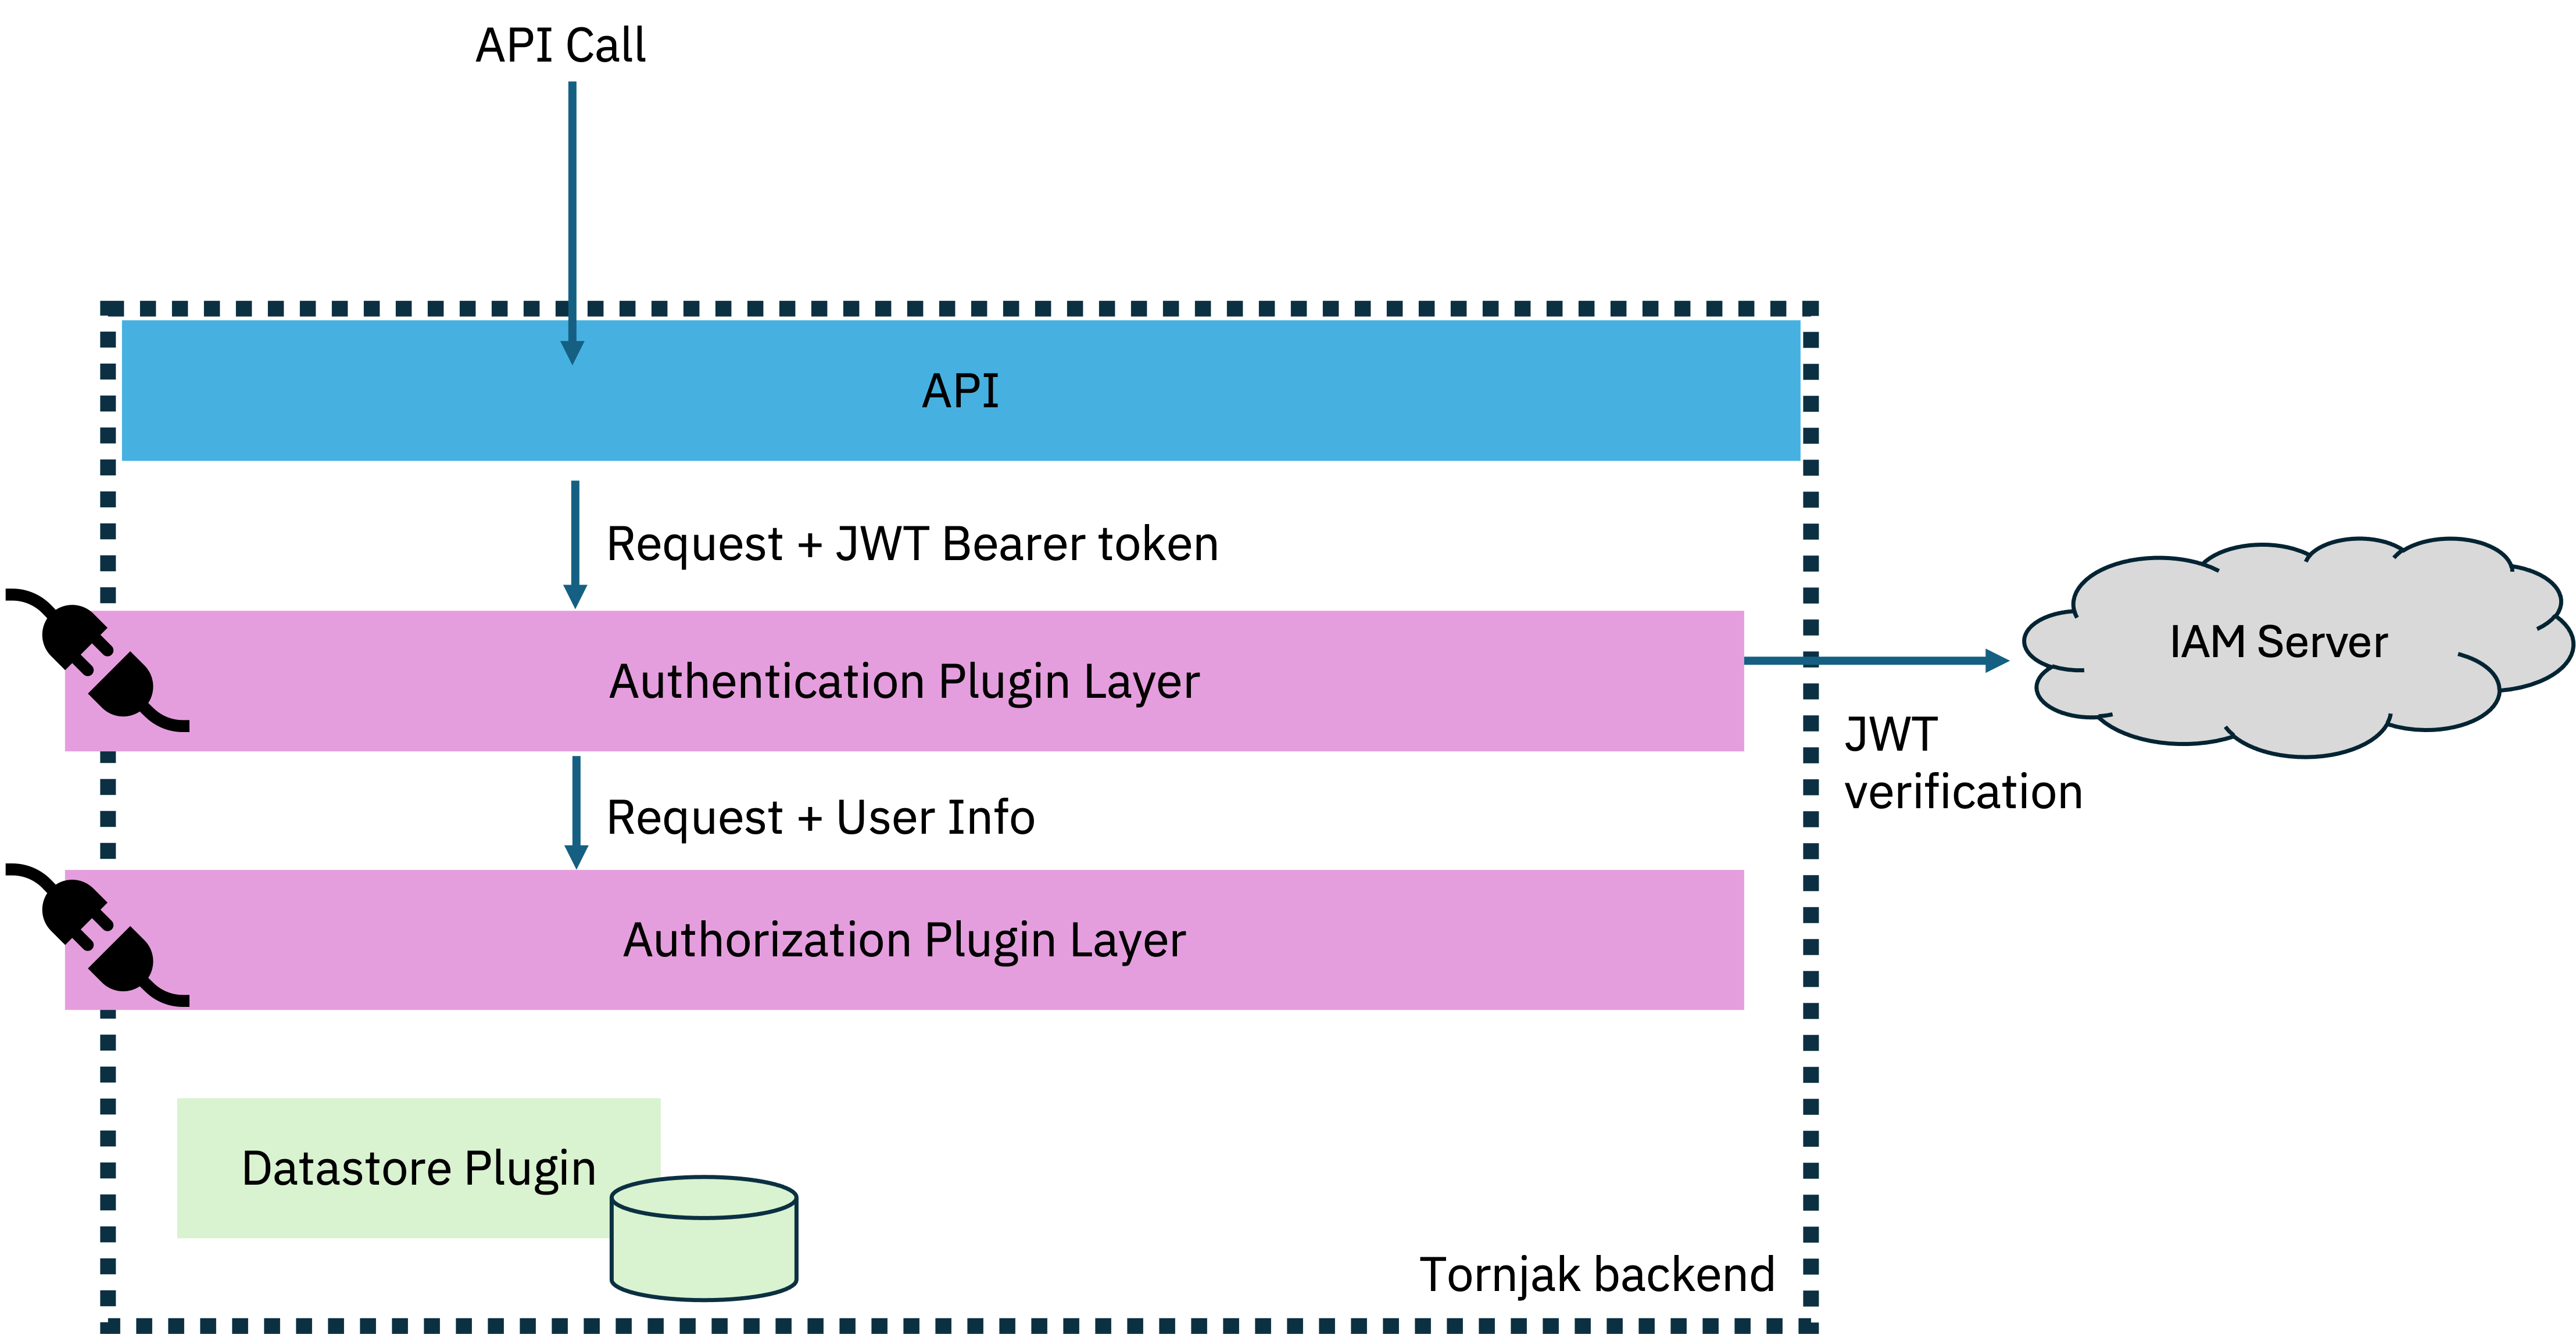 API Call
API
Request + JWT Bearer token
Authentication Plugin Layer
IAM Server
JWT
verification
Request + User Info
Authorization Plugin Layer
Datastore Plugin
Tornjak backend